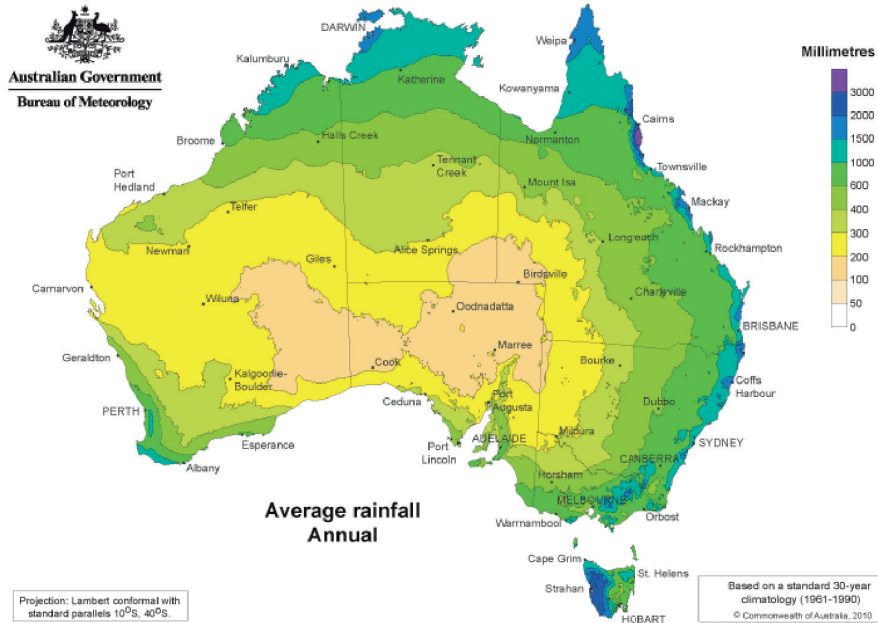 Australian Government
Bureau of Meteorology
DARWIN
Weipa
Kalumburu
Katherine
Kowanyama
Millimetres
3000
2000
1500
1000
600
400
300
200
100
50
0
Cairns
Broome
Halls Creek
Normanton
Townsville
Port
Hedland
Tennant
Creek
Mount Isa
Mackay
Telfer
Newman
Giles
Alice Springs
Longreach
Rockhampton
Carnarvon
Wiluna
Birdsville
Oodnadatta
Charleville
BRISBANE
Geraldton
Kalgoorlie-
Boulder
Cook
Marree
Bourke
Coffs
Harbour
PERTH
Ceduna
Port
Augusta
Dubbo
Esperance
Albany
Port
Lincoln
ADELAIDE
Mildura
SYDNEY
CANBERRA
Horsham
MELBOURNE
Warrnambool
Orbost
Average rainfall
Annual
Cape Grim
St. Helens
Strahan
HOBART
Projection: Lambert conformal with
standard parallels 10°S, 40°S.
Based on a standard 30-year
climatology (1961-1990)
© Commonwealth of Australia, 2010